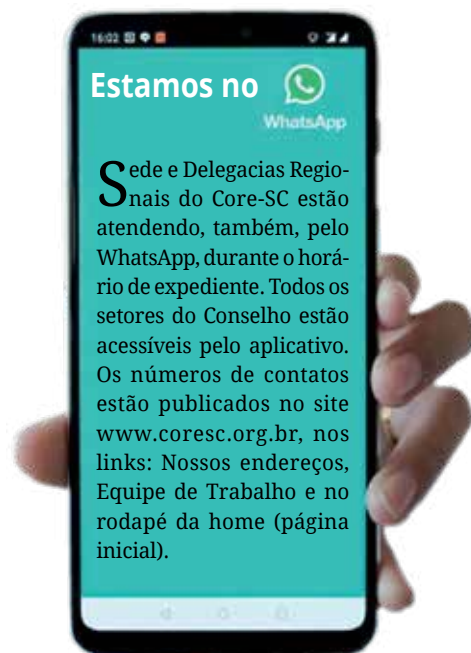 16:02
Estamos no
WhatsApp
Sede e Delegacias Regio-
nais do Core-SC estão
atendendo, também, pelo
WhatsApp, durante o horá-
rio de expediente. Todos os
setores do Conselho estão
acessíveis pelo aplicativo.
Os números de contatos
estão publicados no site
www.coresc.org.br, nos
links: Nossos endereços,
Equipe de Trabalho e no
rodapé da home (página
inicial).